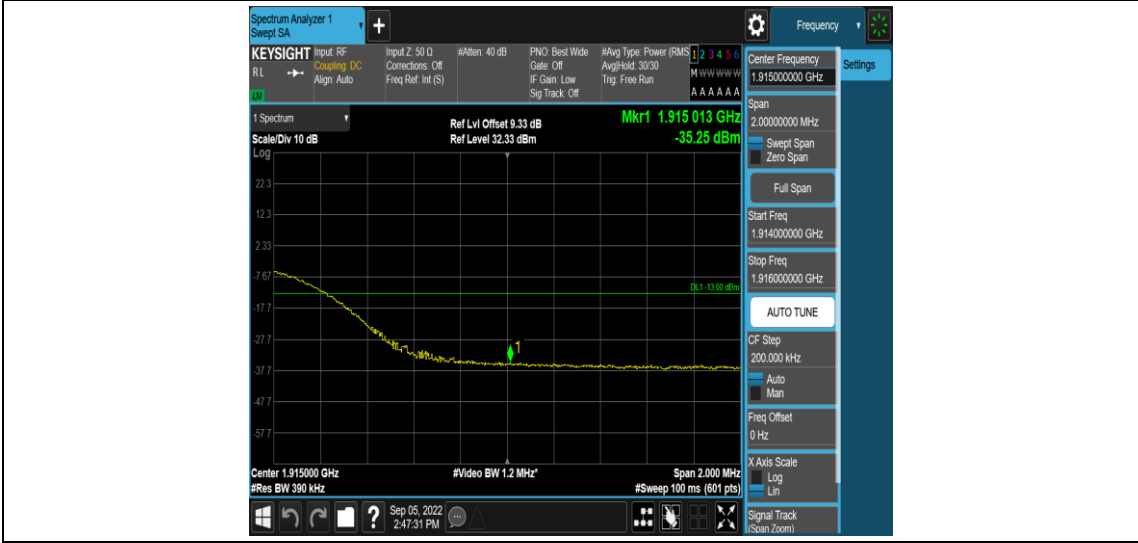 Spectrum Analyzer 1
Swept SA
Frequency
KEYSIGHT
RL
Input: RF
Coupling: DC
Align: Auto
Input Z: 50 Ω
Corrections: Off
Freq Ref: Int (S)
#Atten: 40 dB
PNO: Best Wide
Gate: Off
IF Gain: Low
Sig Track: Off
#Avg Type: Power (RMS
Avg|Hold: 30/30
Trig: Free Run
1 2 3 4 5 6
M W W W W W
A A A A A A
1 Spectrum
Scale/Div 10 dB
Log
Ref Lvl Offset 9.33 dB
Ref Level 32.33 dBm
Mkr1 1.915 013 GHz
-35.25 dBm
22.3
12.3
2.33
-7.67
-17.7
-27.7
-37.7
-47.7
-57.7
DL1 -13.00 dBm
1
Center 1.915000 GHz
#Res BW 390 kHz
#Video BW 1.2 MHz*
Span 2.000 MHz
#Sweep 100 ms (601 pts)
Sep 05, 2022
2:47:31 PM
Center Frequency
1.915000000 GHz
Settings
Span
2.00000000 MHz
Swept Span
Zero Span
Full Span
Start Freq
1.914000000 GHz
Stop Freq
1.916000000 GHz
AUTO TUNE
CF Step
200.000 kHz
Auto
Man
Freq Offset
0 Hz
X Axis Scale
Log
Lin
Signal Track
(Span Zoom)